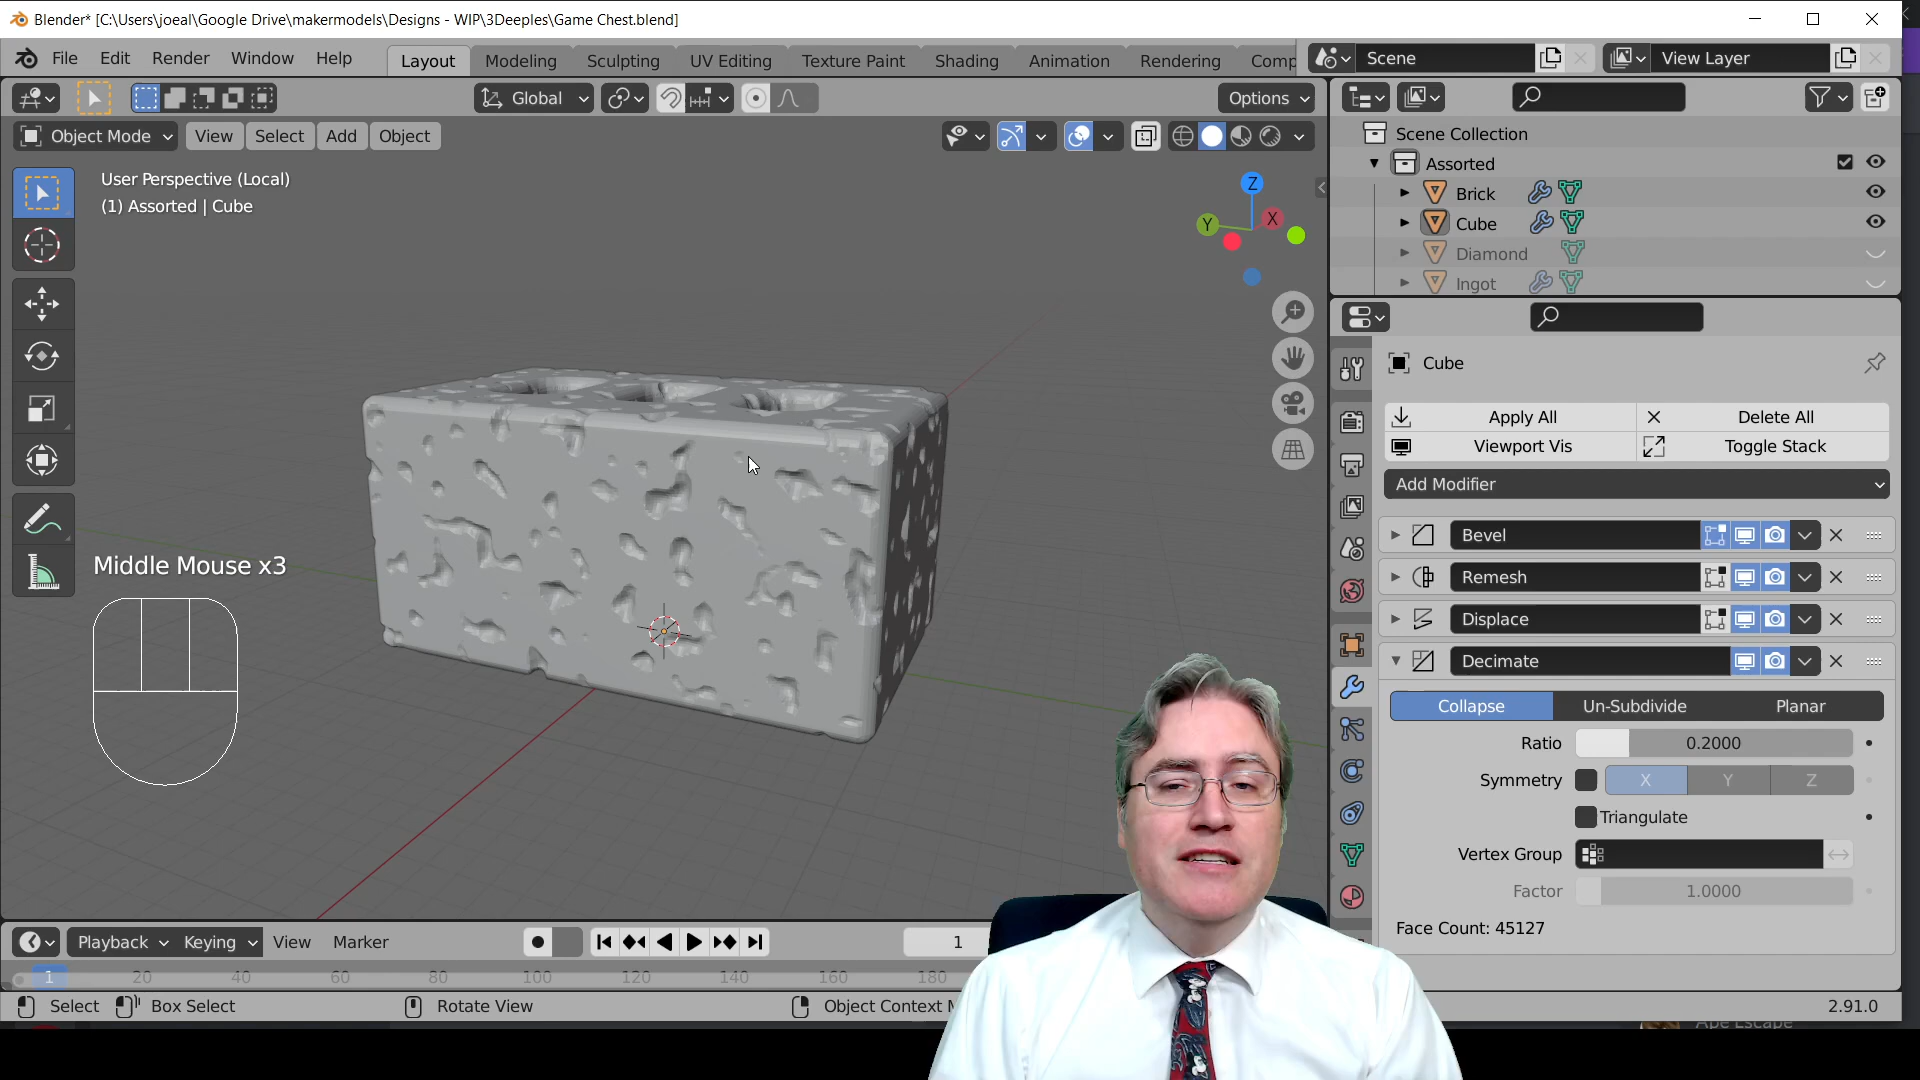 Blender* [C:\Users\joeal\Google Drive\makermodels\Designs - WIP\3Deeples\Game Chest.blend]
File Edit Render Window Help Layout Modeling Sculpting UV Editing Texture Paint Shading Animation Rendering Comp Scene View Layer
Global Options
Object Mode View Select Add Object
User Perspective (Local)
(1) Assorted | Cube
Z
Y
X
Scene Collection
Assorted
Brick
Cube
Diamond
Ingot
Cube
Apply All Delete All
Viewport Vis Toggle Stack
Add Modifier
Bevel
Remesh
Displace
Decimate
Collapse Un-Subdivide Planar
Ratio 0.2000
Symmetry X Y Z
Triangulate
Vertex Group
Factor 1.0000
Face Count: 45127
Middle Mouse x3
Playback Keying View Marker 1
1 20 40 60 80 100 120 140 160 180
Select Box Select Rotate View Object Context M 2.91.0
Ape Escape